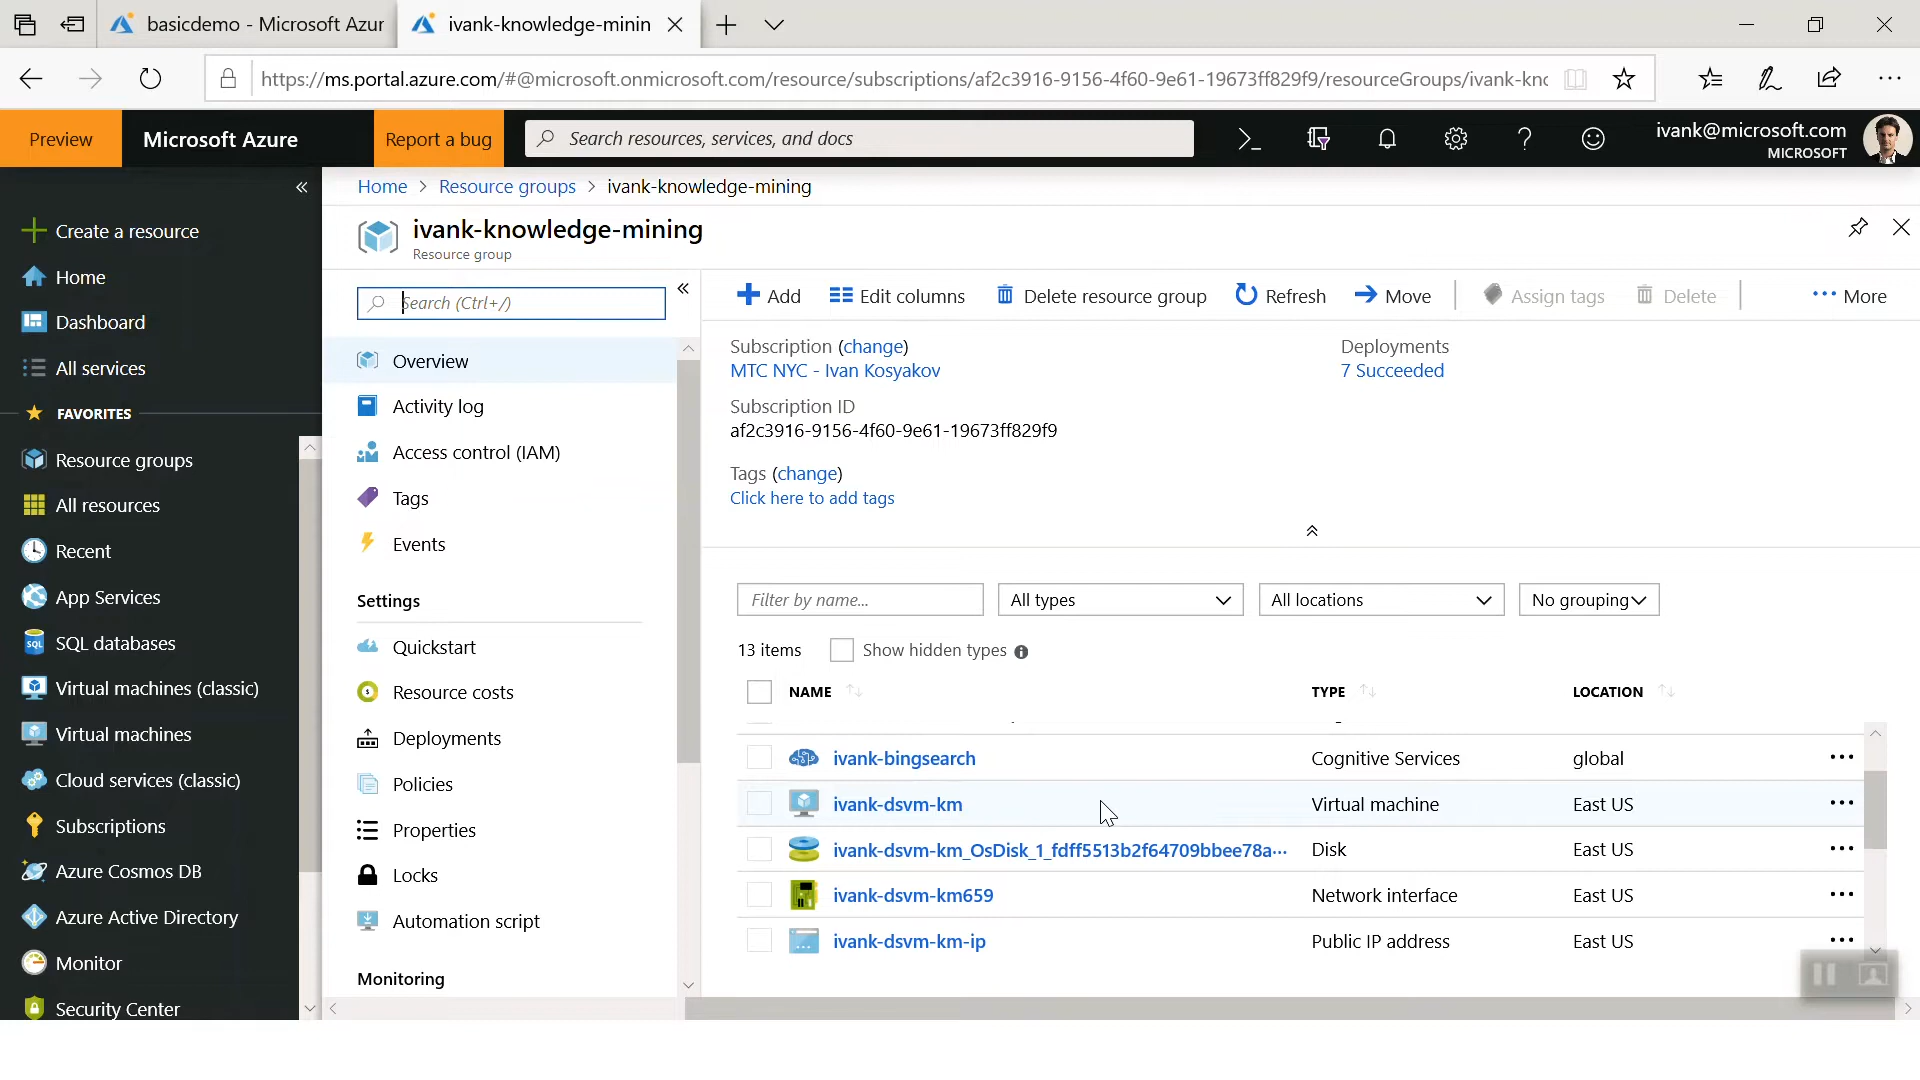 basicdemo - Microsoft Azur
ivank-knowledge-minin
https://ms.portal.azure.com/#@microsoft.onmicrosoft.com/resource/subscriptions/af2c3916-9156-4f60-9e61-19673ff829f9/resourceGroups/ivank-knc
Preview
Microsoft Azure
Report a bug
Search resources, services, and docs
ivank@microsoft.com
MICROSOFT
Home > Resource groups > ivank-knowledge-mining
ivank-knowledge-mining
Resource group
Create a resource
Home
Dashboard
All services
FAVORITES
Resource groups
All resources
Recent
App Services
SQL databases
Virtual machines (classic)
Virtual machines
Cloud services (classic)
Subscriptions
Azure Cosmos DB
Azure Active Directory
Monitor
Security Center
Search (Ctrl+/)
Overview
Activity log
Access control (IAM)
Tags
Events
Settings
Quickstart
Resource costs
Deployments
Policies
Properties
Locks
Automation script
Monitoring
Add Edit columns Delete resource group Refresh Move Assign tags Delete More
Subscription (change)
MTC NYC - Ivan Kosyakov
Deployments
7 Succeeded
Subscription ID
af2c3916-9156-4f60-9e61-19673ff829f9
Tags (change)
Click here to add tags
Filter by name... All types All locations No grouping
13 items Show hidden types
NAME TYPE LOCATION
ivank-bingsearch Cognitive Services global
ivank-dsvm-km Virtual machine East US
ivank-dsvm-km_OsDisk_1_fdff5513b2f64709bbee78a... Disk East US
ivank-dsvm-km659 Network interface East US
ivank-dsvm-km-ip Public IP address East US